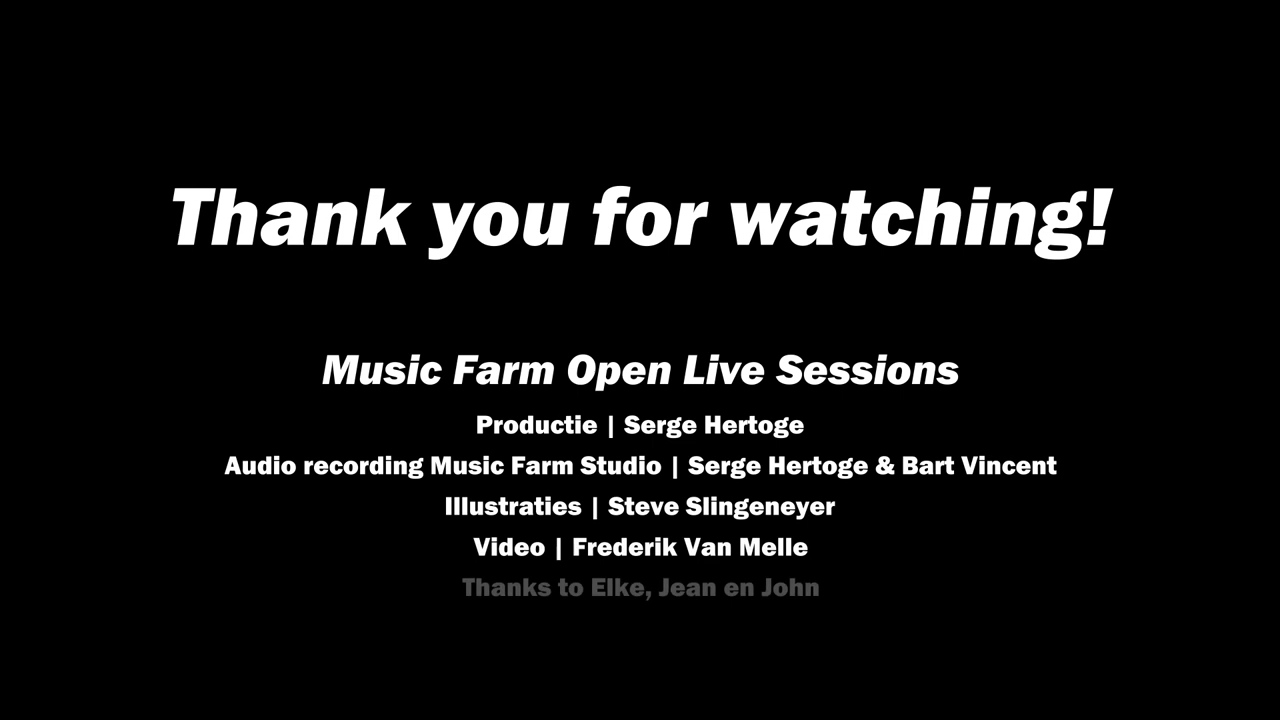 Thank you for watching!
Music Farm Open Live Sessions
Productie | Serge Hertoge
Audio recording Music Farm Studio | Serge Hertoge & Bart Vincent
Illustraties | Steve Slingeneyer
Video | Frederik Van Melle
Thanks to Elke, Jean en John